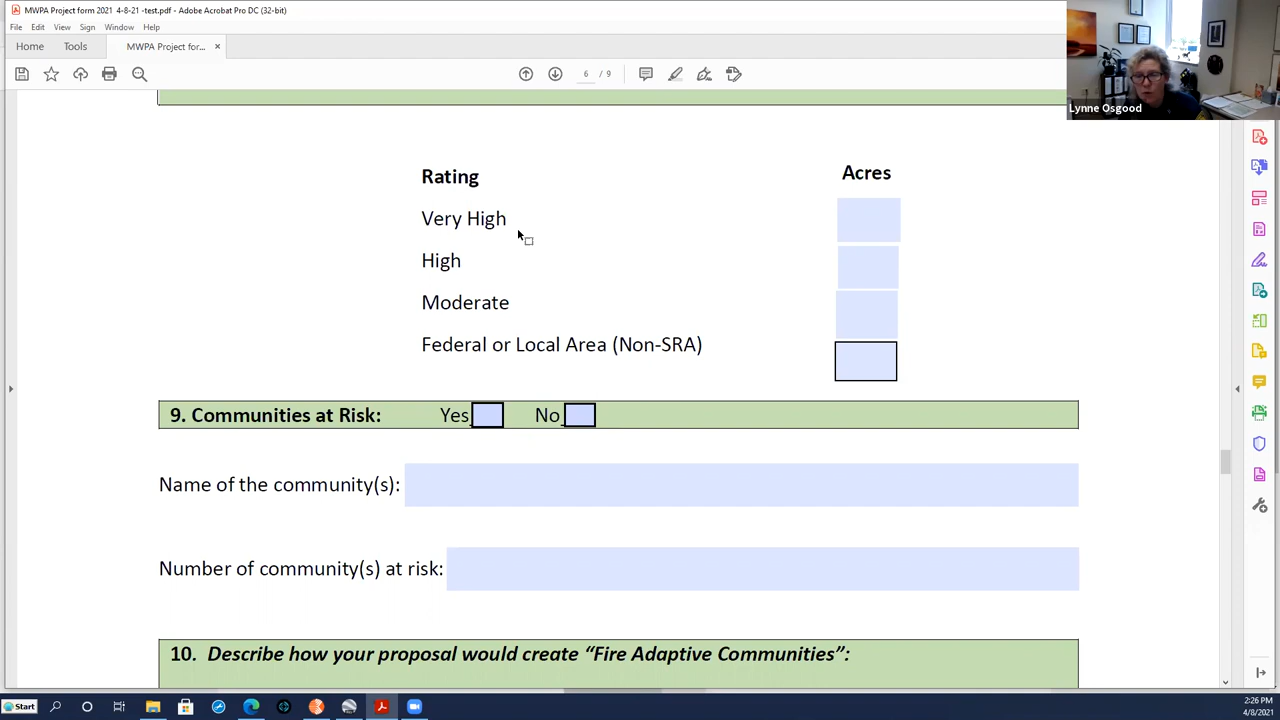 MWPA Project form 2021 4-8-21 -test.pdf - Adobe Acrobat Pro DC (32-bit)
File Edit View Sign Window Help
Home Tools MWPA Project for... ×
6 / 9
Lynne Osgood
Rating Acres
Very High
High
Moderate
Federal or Local Area (Non-SRA)
9. Communities at Risk: Yes No
Name of the community(s):
Number of community(s) at risk:
10. Describe how your proposal would create “Fire Adaptive Communities”:
Start
2:26 PM
4/8/2021